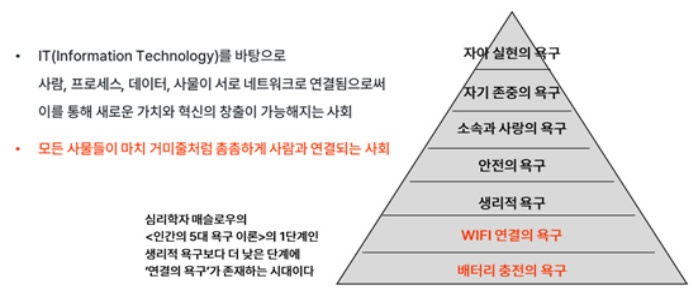 • IT(Information Technology)를 바탕으로
사람, 프로세스, 데이터, 사물이 서로 네트워크로 연결됨으로써
이를 통해 새로운 가치와 혁신의 창출이 가능해지는 사회
• 모든 사물들이 마치 거미줄처럼 촘촘하게 사람과 연결되는 사회
심리학자 매슬로우의
<인간의 5대 욕구 이론>의 1단계인
생리적 욕구보다 더 낮은 단계에
'연결의 욕구'가 존재하는 시대이다
자아 실현의 욕구
자기 존중의 욕구
소속과 사랑의 욕구
안전의 욕구
생리적 욕구
WIFI 연결의 욕구
배터리 충전의 욕구